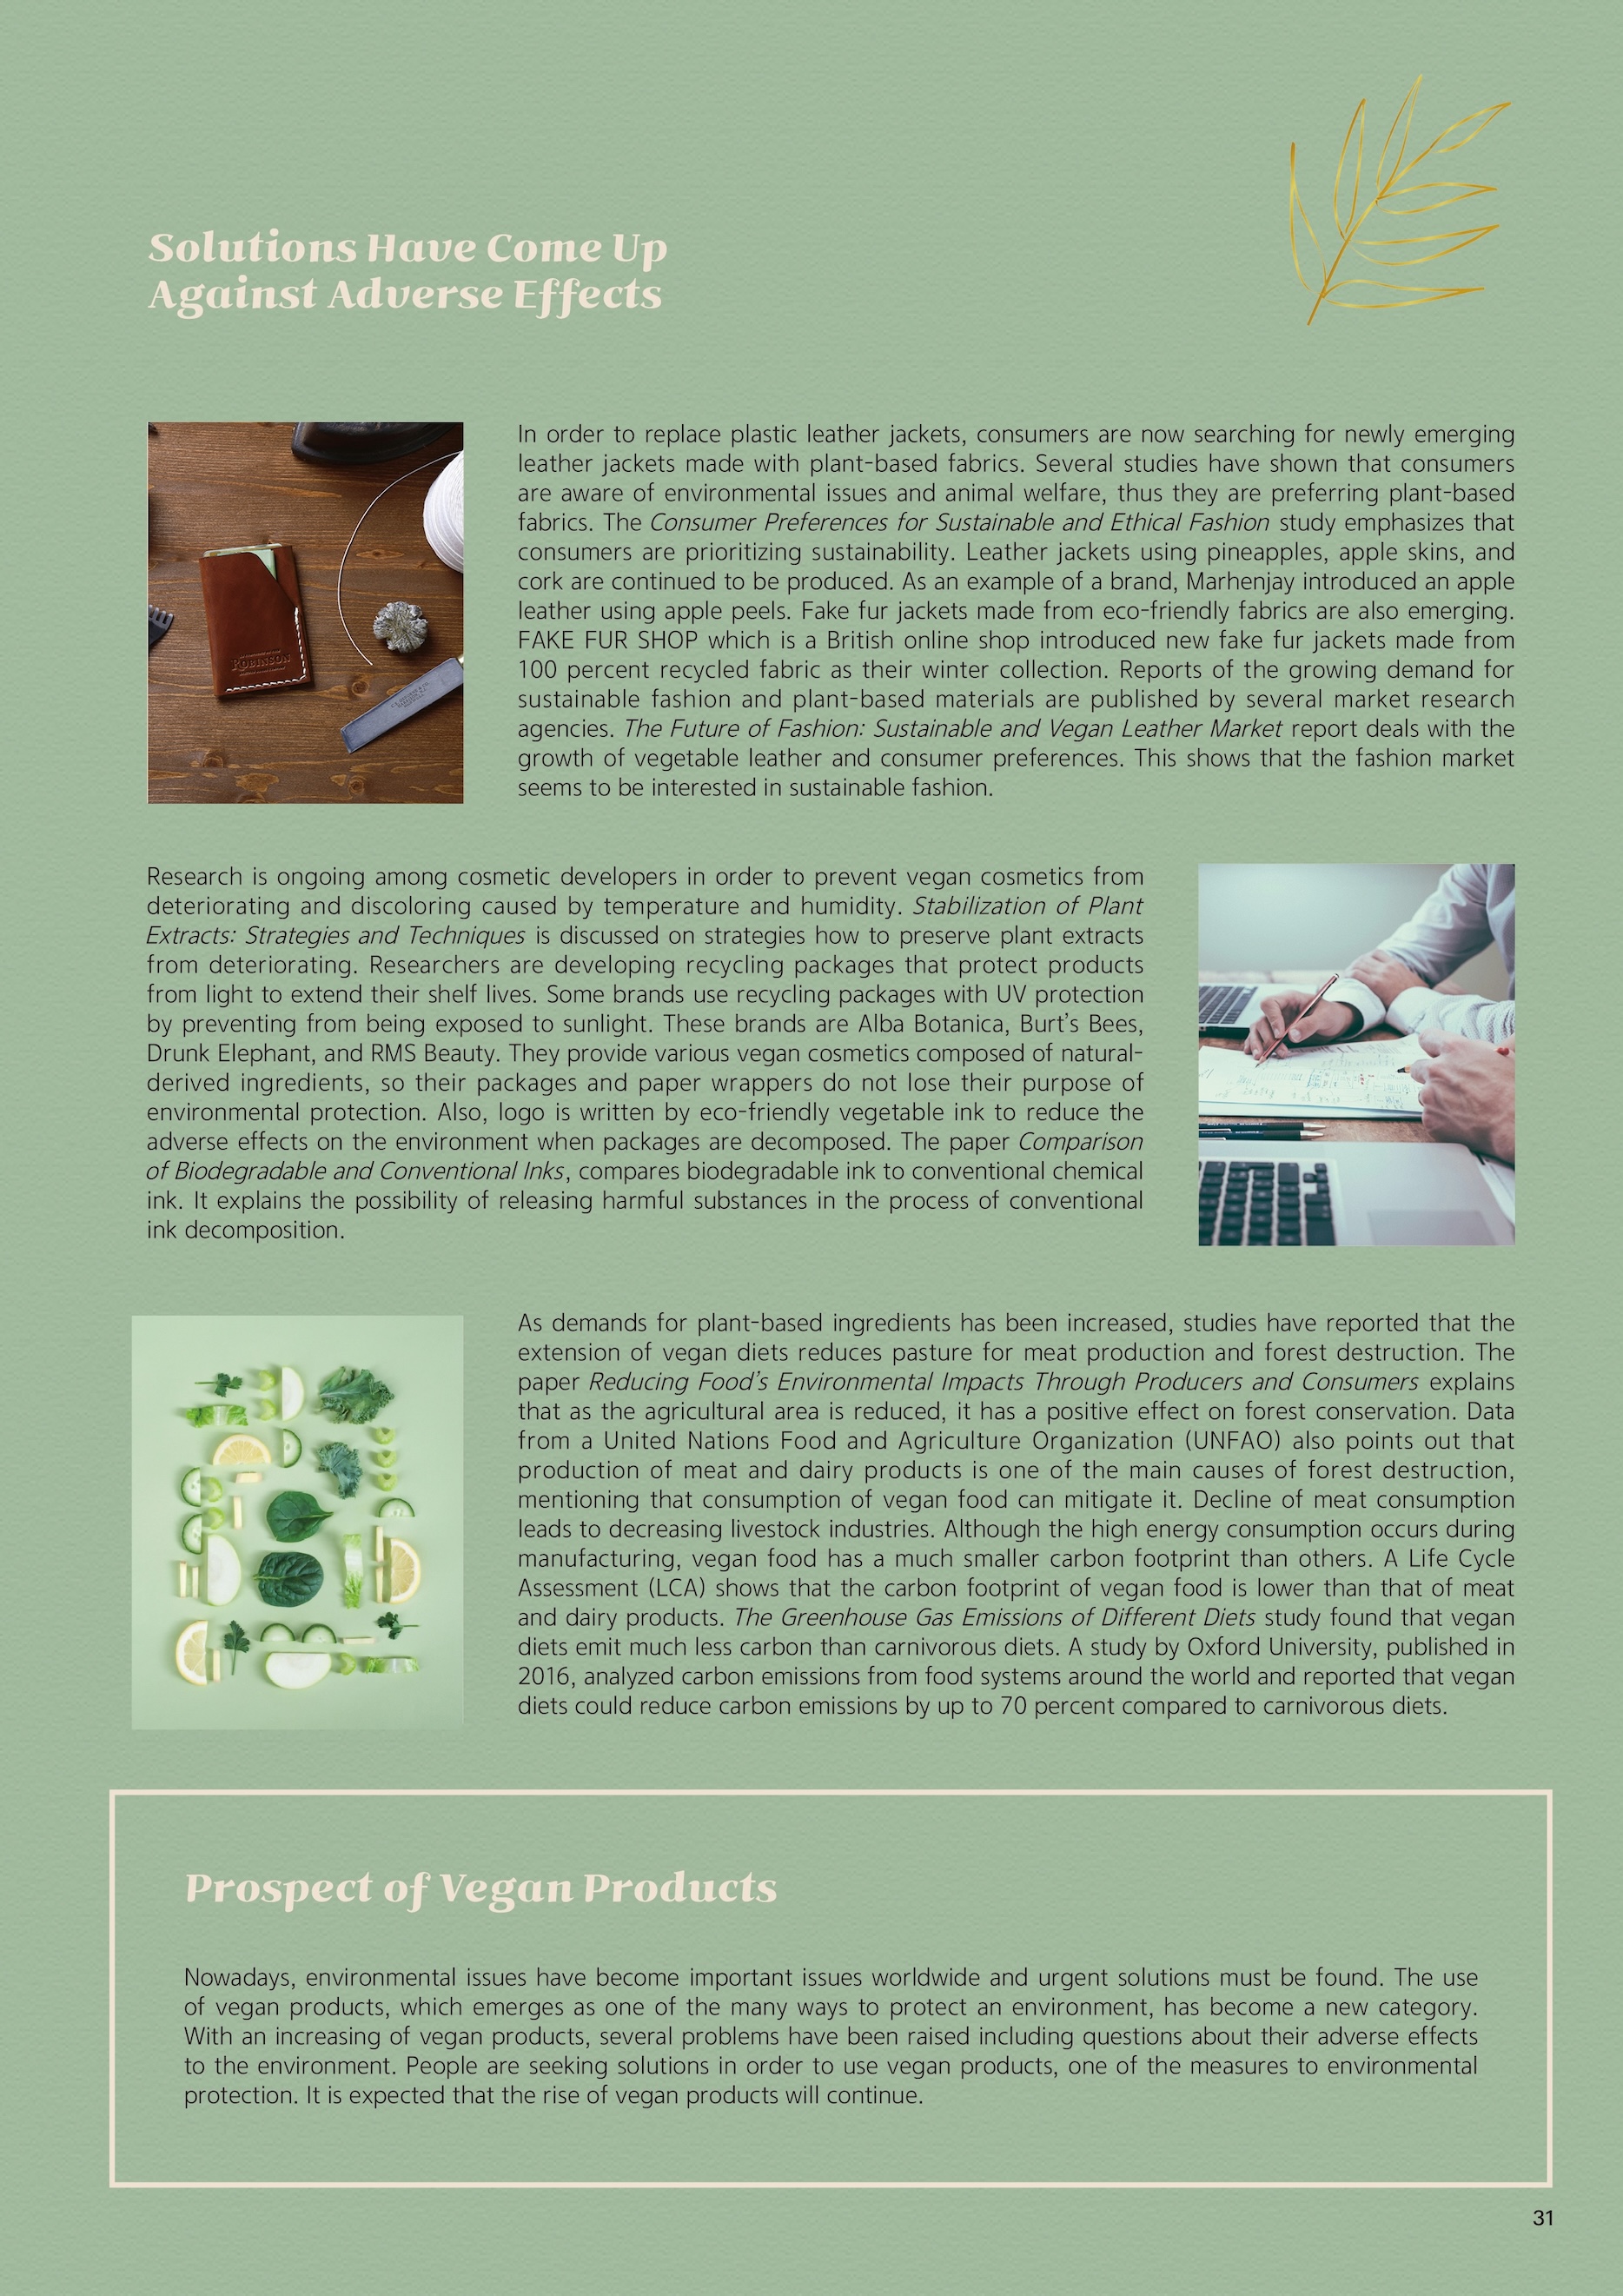 Solutions Have Come Up
Against Adverse Effects
In order to replace plastic leather jackets, consumers are now searching for newly emerging
leather jackets made with plant-based fabrics. Several studies have shown that consumers
are aware of environmental issues and animal welfare, thus they are preferring plant-based
fabrics. The Consumer Preferences for Sustainable and Ethical Fashion study emphasizes that
consumers are prioritizing sustainability. Leather jackets using pineapples, apple skins, and
cork are continued to be produced. As an example of a brand, Marhenjay introduced an apple
leather using apple peels. Fake fur jackets made from eco-friendly fabrics are also emerging.
FAKE FUR SHOP which is a British online shop introduced new fake fur jackets made from
100 percent recycled fabric as their winter collection. Reports of the growing demand for
sustainable fashion and plant-based materials are published by several market research
agencies. The Future of Fashion: Sustainable and Vegan Leather Market report deals with the
growth of vegetable leather and consumer preferences. This shows that the fashion market
seems to be interested in sustainable fashion.
ROBINSON
Research is ongoing among cosmetic developers in order to prevent vegan cosmetics from
deteriorating and discoloring caused by temperature and humidity. Stabilization of Plant
Extracts: Strategies and Techniques is discussed on strategies how to preserve plant extracts
from deteriorating. Researchers are developing recycling packages that protect products
from light to extend their shelf lives. Some brands use recycling packages with UV protection
by preventing from being exposed to sunlight. These brands are Alba Botanica, Burt's Bees,
Drunk Elephant, and RMS Beauty. They provide various vegan cosmetics composed of natural-
derived ingredients, so their packages and paper wrappers do not lose their purpose of
environmental protection. Also, logo is written by eco-friendly vegetable ink to reduce the
adverse effects on the environment when packages are decomposed. The paper Comparison
of Biodegradable and Conventional Inks, compares biodegradable ink to conventional chemical
ink. It explains the possibility of releasing harmful substances in the process of conventional
ink decomposition.
As demands for plant-based ingredients has been increased, studies have reported that the
extension of vegan diets reduces pasture for meat production and forest destruction. The
paper Reducing Food's Environmental Impacts Through Producers and Consumers explains
that as the agricultural area is reduced, it has a positive effect on forest conservation. Data
from a United Nations Food and Agriculture Organization (UNFAO) also points out that
production of meat and dairy products is one of the main causes of forest destruction,
mentioning that consumption of vegan food can mitigate it. Decline of meat consumption
leads to decreasing livestock industries. Although the high energy consumption occurs during
manufacturing, vegan food has a much smaller carbon footprint than others. A Life Cycle
Assessment (LCA) shows that the carbon footprint of vegan food is lower than that of meat
and dairy products. The Greenhouse Gas Emissions of Different Diets study found that vegan
diets emit much less carbon than carnivorous diets. A study by Oxford University, published in
2016, analyzed carbon emissions from food systems around the world and reported that vegan
diets could reduce carbon emissions by up to 70 percent compared to carnivorous diets.
Prospect of Vegan Products
Nowadays, environmental issues have become important issues worldwide and urgent solutions must be found. The use
of vegan products, which emerges as one of the many ways to protect an environment, has become a new category.
With an increasing of vegan products, several problems have been raised including questions about their adverse effects
to the environment. People are seeking solutions in order to use vegan products, one of the measures to environmental
protection. It is expected that the rise of vegan products will continue.
31